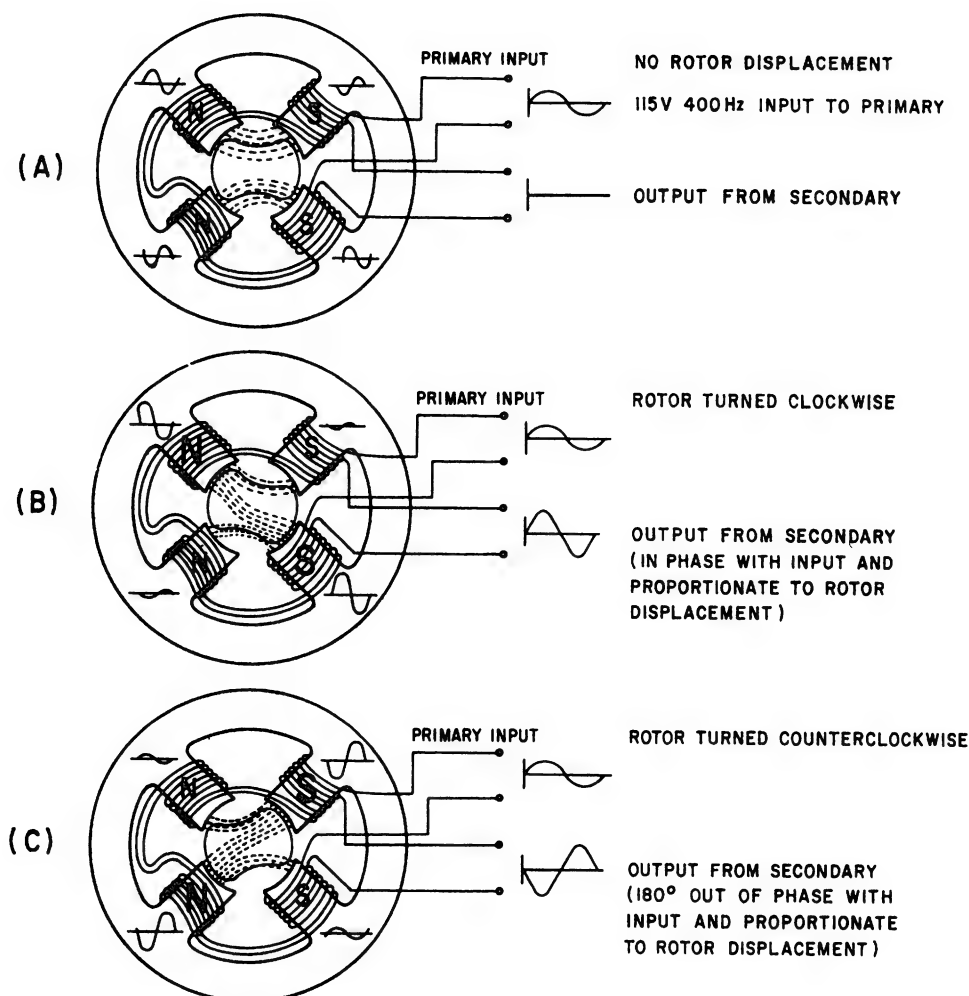 (A)
N
S
N
S
PRIMARY INPUT
NO ROTOR DISPLACEMENT
115V 400Hz INPUT TO PRIMARY
OUTPUT FROM SECONDARY
(B)
N
S
N
S
PRIMARY INPUT
ROTOR TURNED CLOCKWISE
OUTPUT FROM SECONDARY
(IN PHASE WITH INPUT AND
PROPORTIONATE TO ROTOR
DISPLACEMENT)
(C)
N
S
N
S
PRIMARY INPUT
ROTOR TURNED COUNTERCLOCKWISE
OUTPUT FROM SECONDARY
(180° OUT OF PHASE WITH
INPUT AND PROPORTIONATE
TO ROTOR DISPLACEMENT)